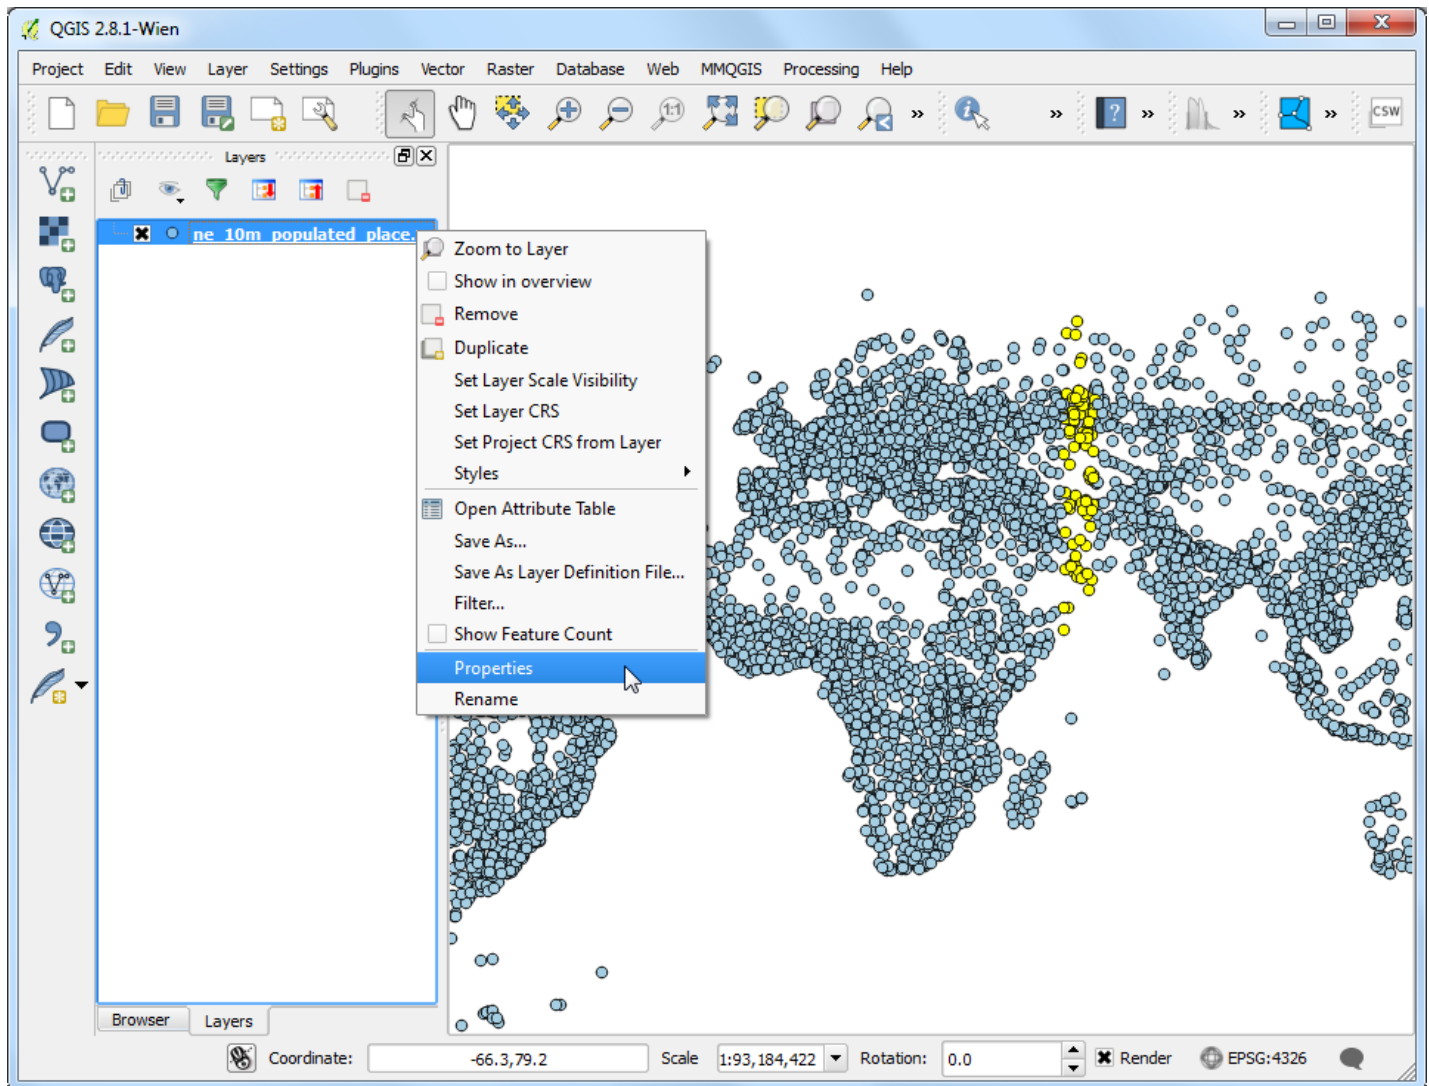 QGIS 2.8.1-Wien
Project Edit View Layer Settings Plugins Vector Raster Database Web MMQGIS Processing Help
1:1 » » ? » » » CSW
Layers
ne_10m_populated_place.
Zoom to Layer
Show in overview
Remove
Duplicate
Set Layer Scale Visibility
Set Layer CRS
Set Project CRS from Layer
Styles
Open Attribute Table
Save As...
Save As Layer Definition File...
Filter...
Show Feature Count
Properties
Rename
Browser Layers
Coordinate: -66.3,79.2 Scale 1:93,184,422 Rotation: 0.0 Render EPSG:4326